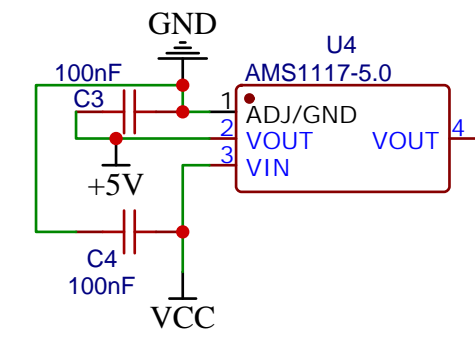 GND
U4
100nF
AMS1117-5.0
C3
1
ADJ/GND
2
VOUT
VOUT
4
3
VIN
+5V
C4
100nF
VCC